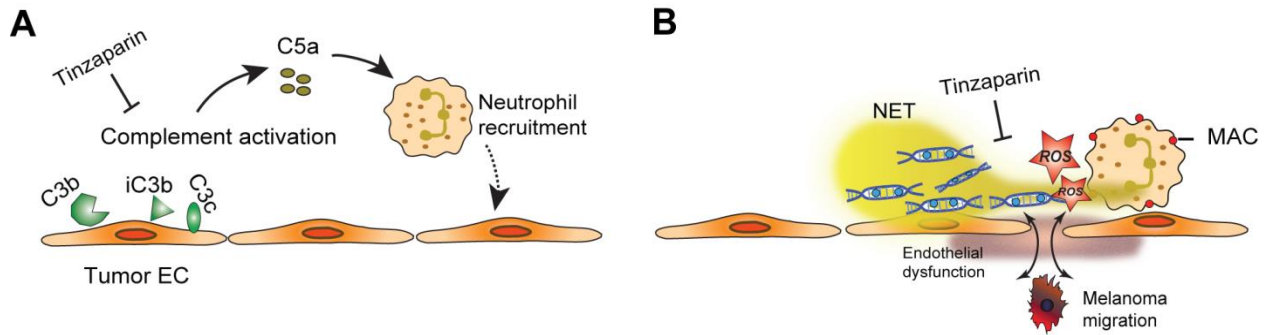 A
Tinzaparin
C5a
Complement activation
Neutrophil
recruitment
C3b
iC3b
C3c
Tumor EC
B
Tinzaparin
NET
ROS
MAC
ROS
Endothelial
dysfunction
Melanoma
migration